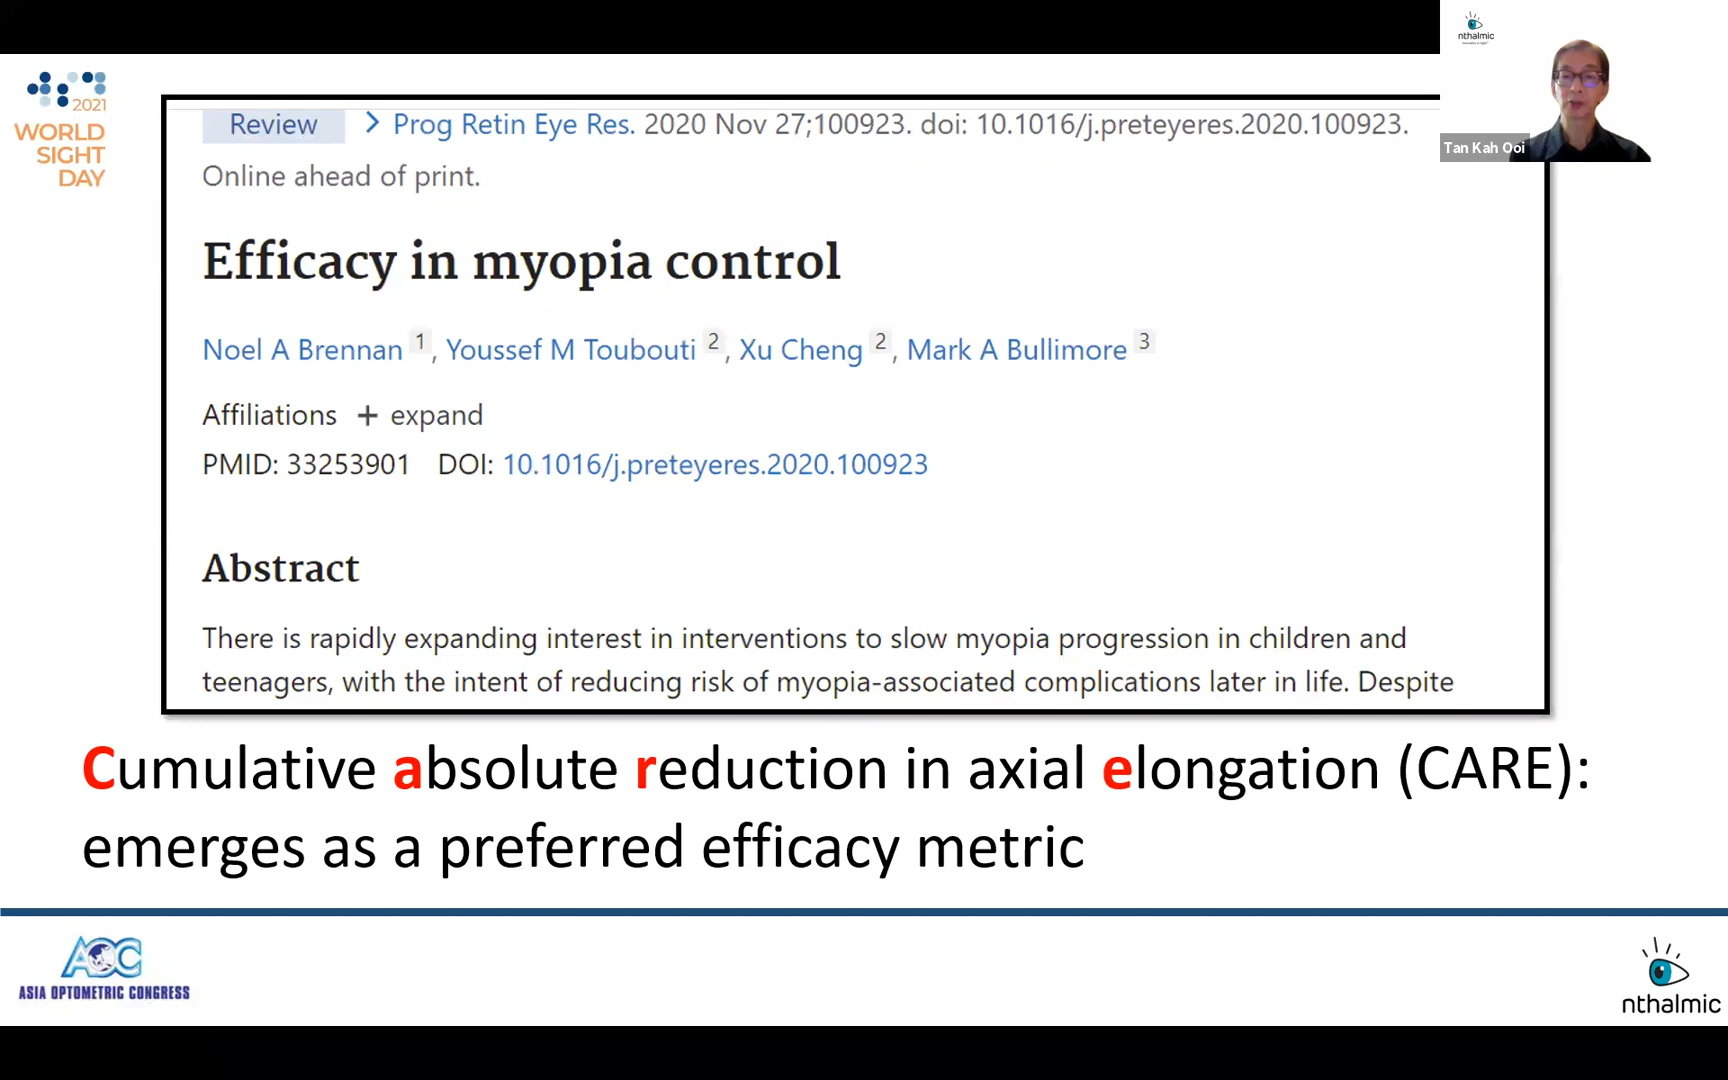 nthalmic
Tan Kah Ooi
2021
WORLD
SIGHT
DAY
Review > Prog Retin Eye Res. 2020 Nov 27;100923. doi: 10.1016/j.preteyeres.2020.100923.
Online ahead of print.
Efficacy in myopia control
Noel A Brennan 1, Youssef M Toubouti 2, Xu Cheng 2, Mark A Bullimore 3
Affiliations + expand
PMID: 33253901 DOI: 10.1016/j.preteyeres.2020.100923
Abstract
There is rapidly expanding interest in interventions to slow myopia progression in children and
teenagers, with the intent of reducing risk of myopia-associated complications later in life. Despite
Cumulative absolute reduction in axial elongation (CARE):
emerges as a preferred efficacy metric
AOC
ASIA OPTOMETRIC CONGRESS
nthalmic